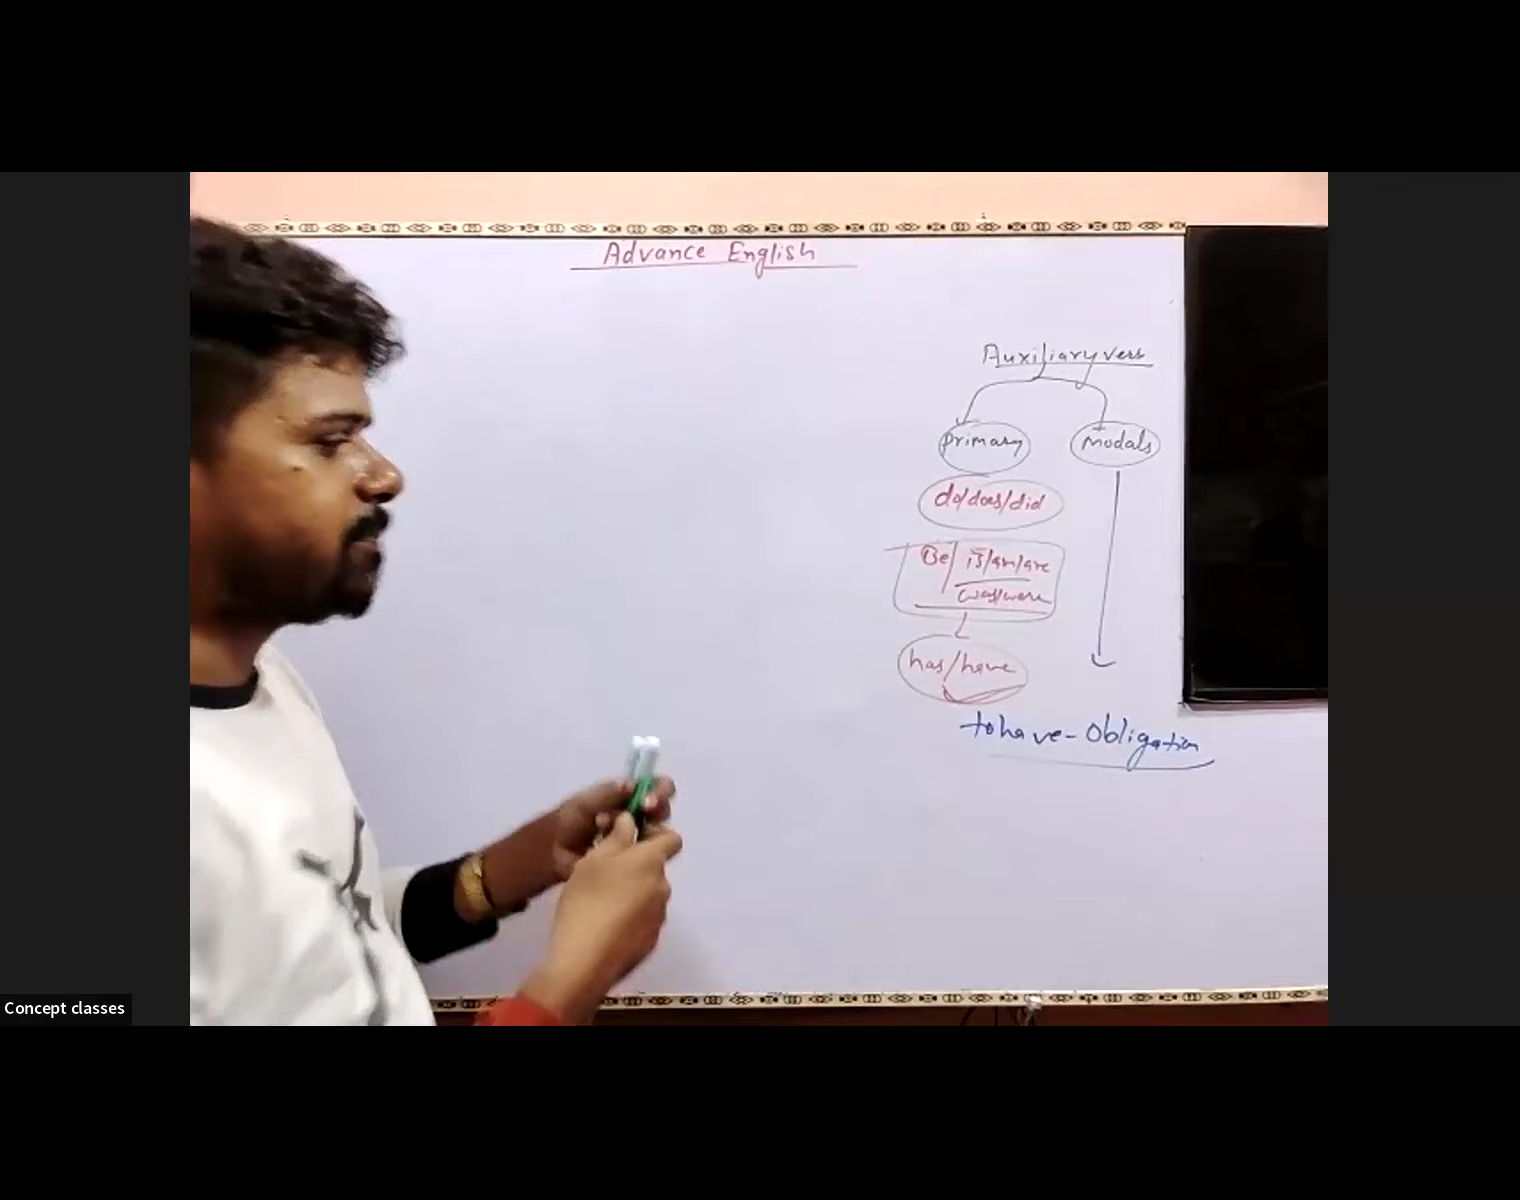 Advance English
Auxiliary verb
primary modals
do/does/did
Be/ is/am/are
was/were
has/have
to have - Obligation
Concept classes